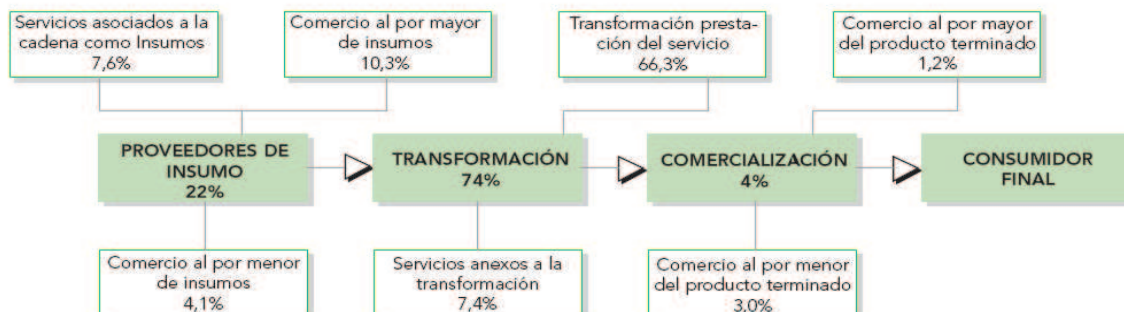 Servicios asociados a la
cadena como Insumos
7,6%
Comercio al por mayor
de insumos
10,3%
Transformación presta-
ción del servicio
66,3%
Comercio al por mayor
del producto terminado
1,2%
PROVEEDORES DE
INSUMO
22%
TRANSFORMACIÓN
74%
COMERCIALIZACIÓN
4%
CONSUMIDOR
FINAL
Comercio al por menor
de insumos
4,1%
Servicios anexos a la
transformación
7,4%
Comercio al por menor
del producto terminado
3,0%